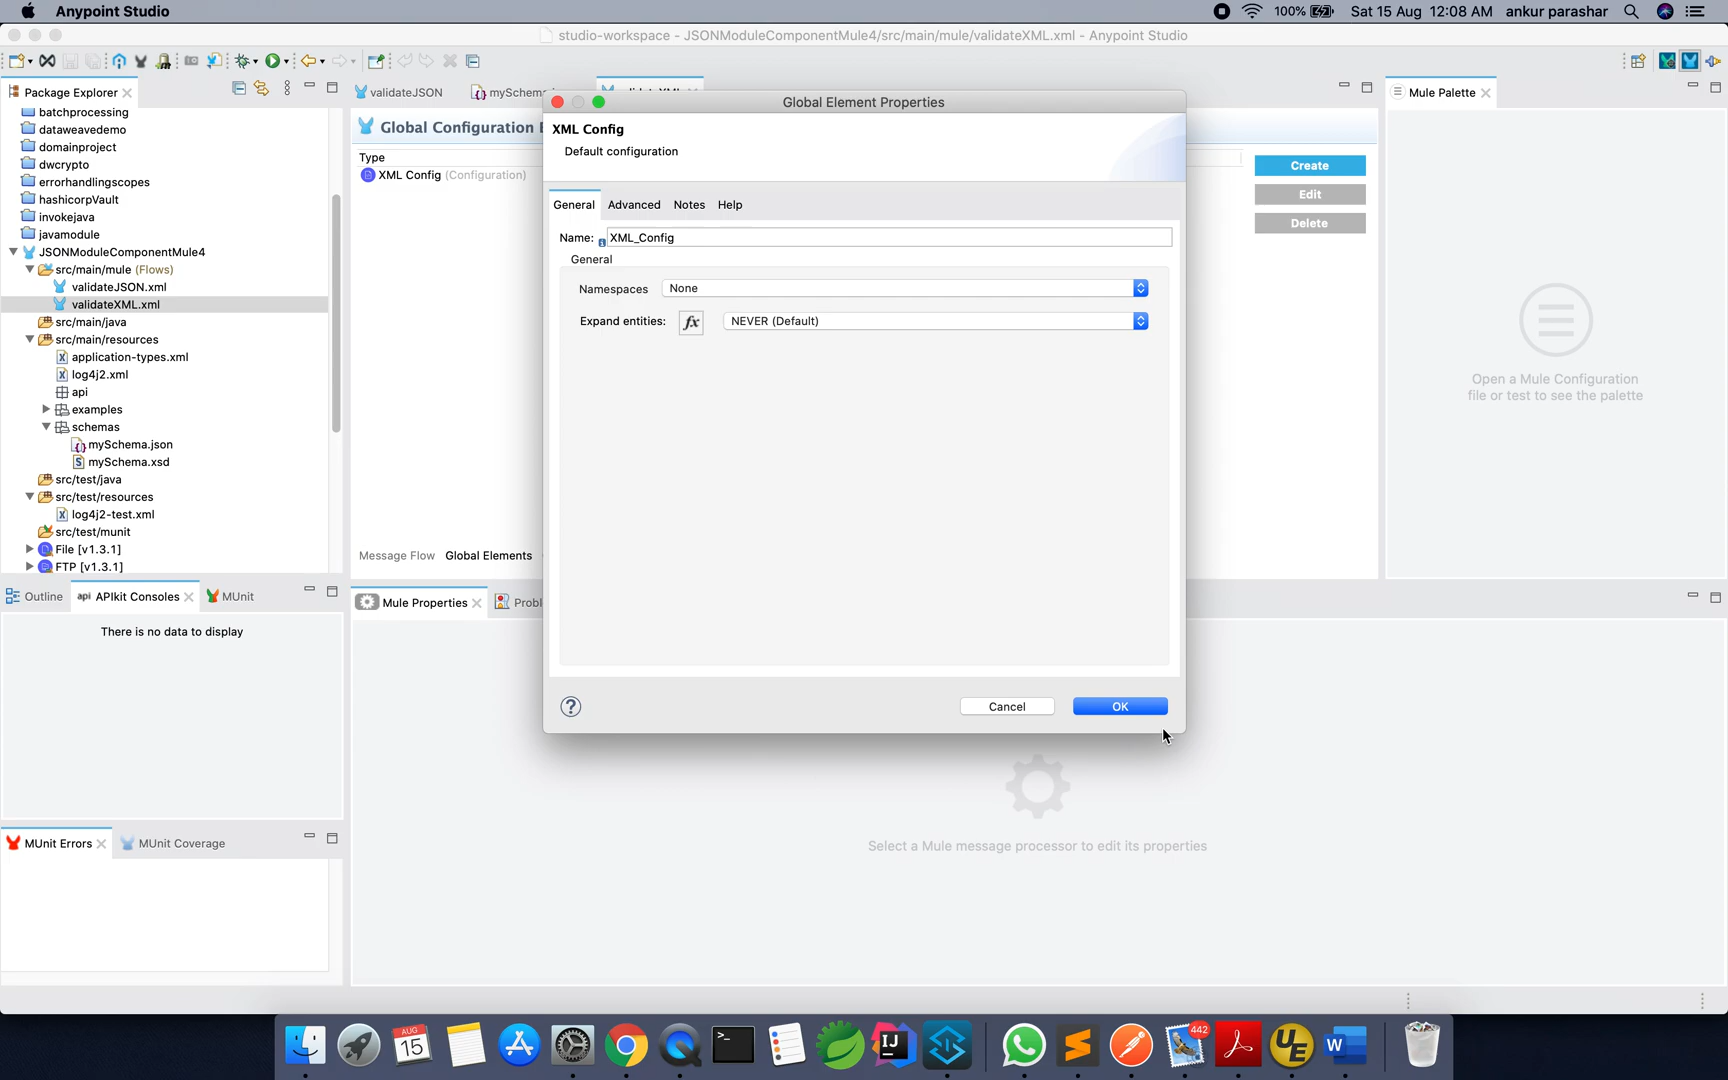 Anypoint Studio
100%
Sat 15 Aug 12:08 AM
ankur parashar
studio-workspace - JSONModuleComponentMule4/src/main/mule/validateXML.xml - Anypoint Studio
Package Explorer
batchprocessing
dataweavedemo
domainproject
dwcrypto
errorhandlingscopes
hashicorpVault
invokejava
javamodule
JSONModuleComponentMule4
src/main/mule (Flows)
validateJSON.xml
validateXML.xml
src/main/java
src/main/resources
application-types.xml
log4j2.xml
api
examples
schemas
mySchema.json
mySchema.xsd
src/test/java
src/test/resources
log4j2-test.xml
src/test/munit
File [v1.3.1]
FTP [v1.3.1]
validateJSON
Global Configuration
Type
XML Config (Configuration)
Message Flow
Global Elements
Create
Edit
Delete
Global Element Properties
XML Config
Default configuration
General
Advanced
Notes
Help
Name:
XML_Config
General
Namespaces
None
Expand entities:
fx
NEVER (Default)
?
Cancel
OK
Mule Palette
Open a Mule Configuration
file or test to see the palette
Outline
api APIkit Consoles
MUnit
There is no data to display
Mule Properties
Select a Mule message processor to edit its properties
MUnit Errors
MUnit Coverage
AUG
15
>_
IJ
442
UE
W